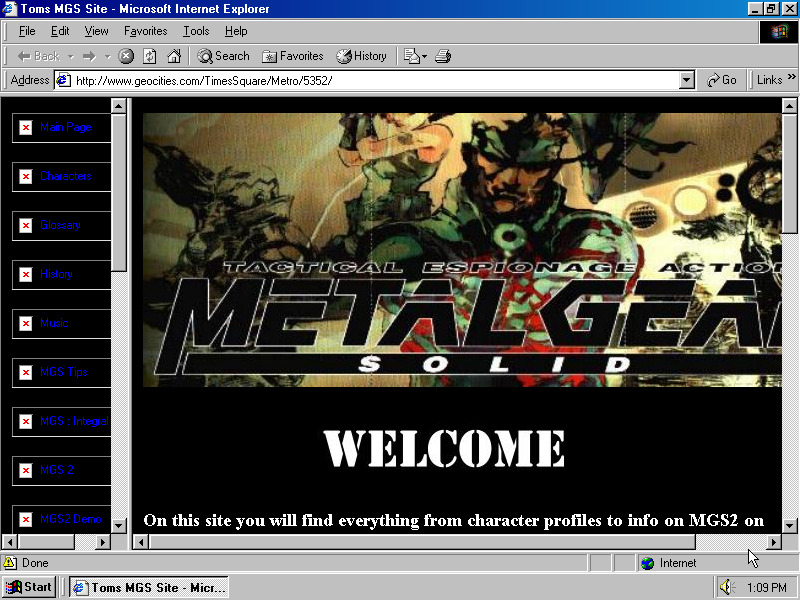 Toms MGS Site - Microsoft Internet Explorer
File Edit View Favorites Tools Help
Back Search Favorites History
Address http://www.geocities.com/TimesSquare/Metro/5352/ Go Links »
Main Page
Characters
Glossary
History
Music
MGS Tips
MGS : Integral
MGS 2
MGS2 Demo
TACTICAL ESPIONAGE ACTION
METAL GEAR
SOLID
WELCOME
On this site you will find everything from character profiles to info on MGS2 on
Done Internet
Start Toms MGS Site - Micr... 1:09 PM